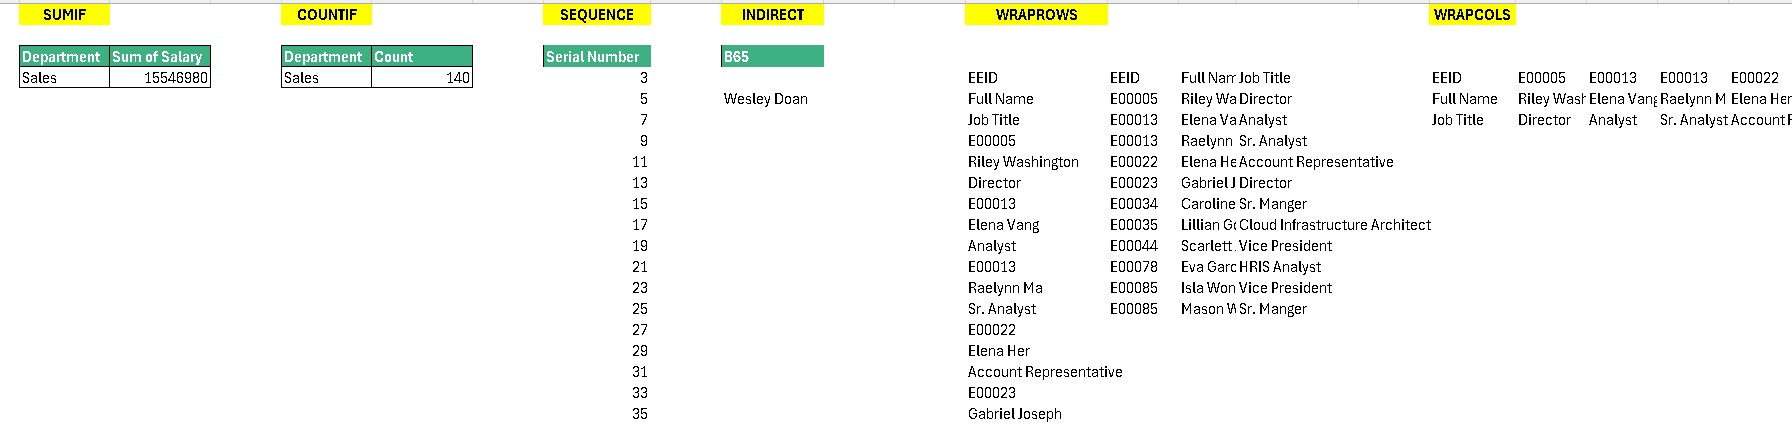 SUMIF COUNTIF SEQUENCE INDIRECT WRAPROWS WRAPCOLS
Department Sum of Salary Department Count Serial Number B65
Sales 15546980 Sales 140 3 EEID EEID Full Nam Job Title EEID E00005 E00013 E00013 E00022
5 Wesley Doan Full Name E00005 Riley Wa Director Full Name Riley Wash Elena Vang Raelynn M Elena Her
7 Job Title E00013 Elena Va Analyst Job Title Director Analyst Sr. Analyst Account F
9 E00005 E00013 Raelynn Sr. Analyst
11 Riley Washington E00022 Elena He Account Representative
13 Director E00023 Gabriel J Director
15 E00013 E00034 Caroline Sr. Manger
17 Elena Vang E00035 Lillian Go Cloud Infrastructure Architect
19 Analyst E00044 Scarlett Vice President
21 E00013 E00078 Eva Garc HRIS Analyst
23 Raelynn Ma E00085 Isla Won Vice President
25 Sr. Analyst E00085 Mason W Sr. Manger
27 E00022
29 Elena Her
31 Account Representative
33 E00023
35 Gabriel Joseph